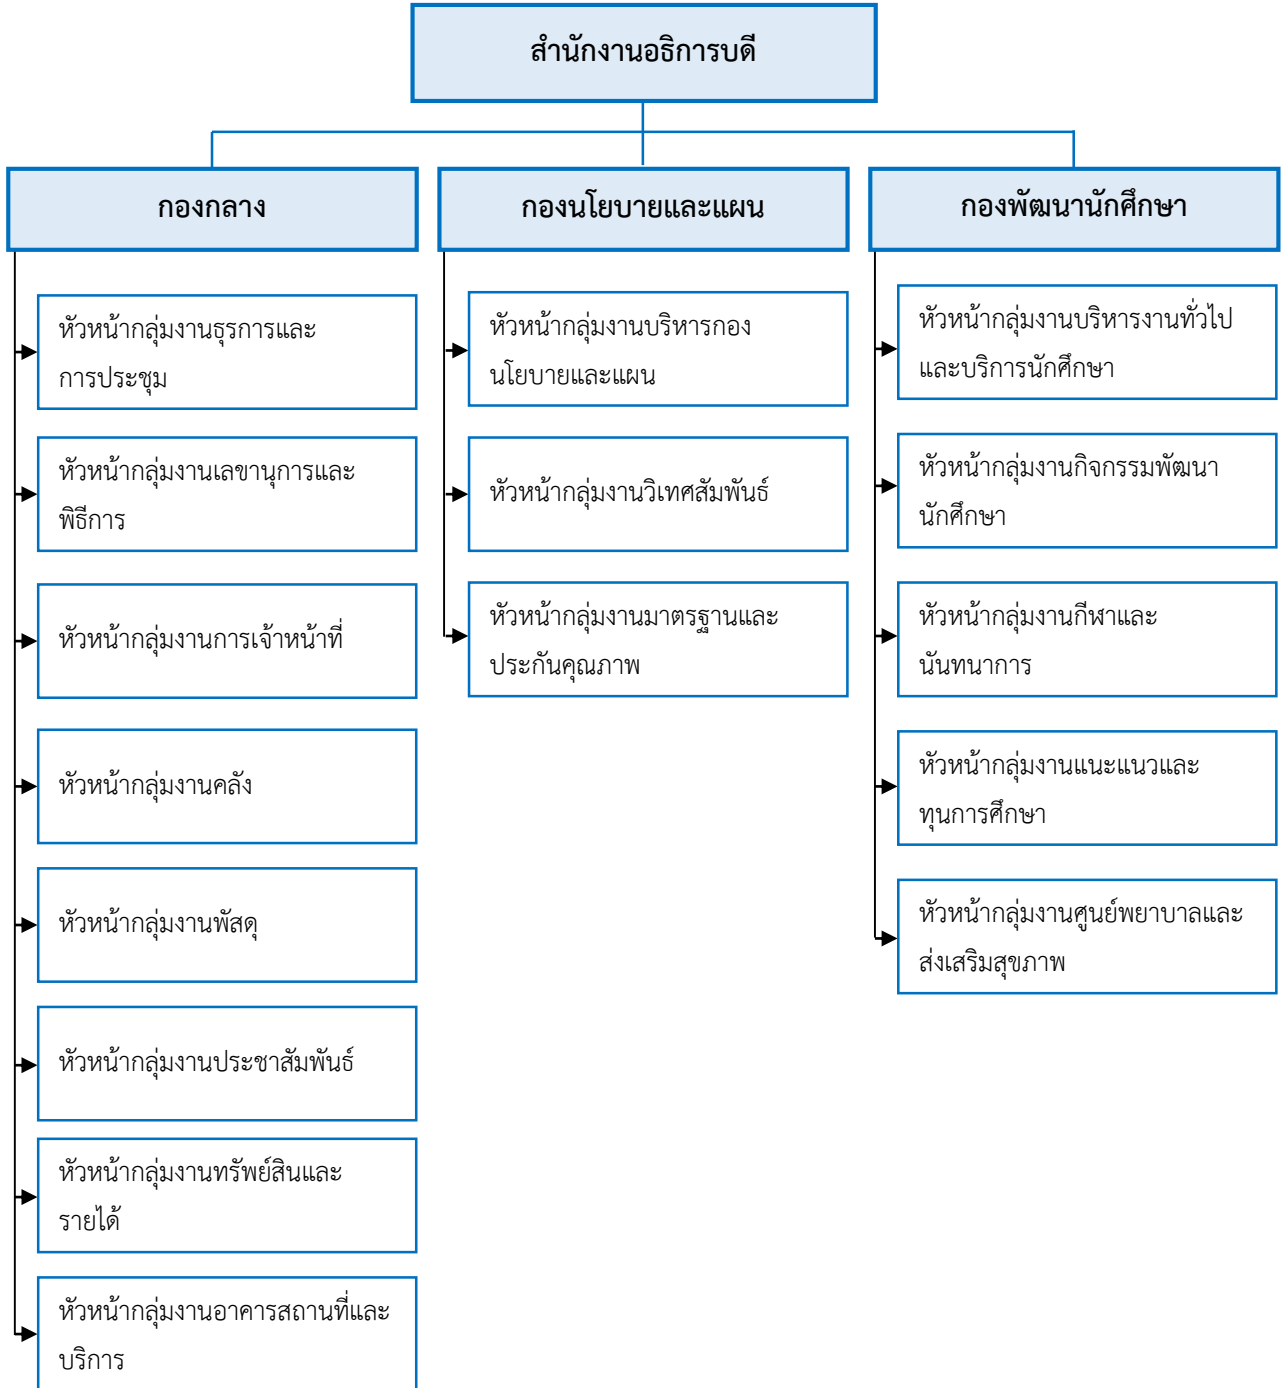 สำนักงานอธิการบดี
กองกลาง
หัวหน้ากลุ่มงานธุรการและ
การประชุม
หัวหน้ากลุ่มงานเลขานุการและ
พิธีการ
หัวหน้ากลุ่มงานการเจ้าหน้าที่
หัวหน้ากลุ่มงานคลัง
หัวหน้ากลุ่มงานพัสดุ
หัวหน้ากลุ่มงานประชาสัมพันธ์
หัวหน้ากลุ่มงานทรัพย์สินและ
รายได้
หัวหน้ากลุ่มงานอาคารสถานที่และ
บริการ
กองนโยบายและแผน
หัวหน้ากลุ่มงานบริหารกอง
นโยบายและแผน
หัวหน้ากลุ่มงานวิเทศสัมพันธ์
หัวหน้ากลุ่มงานมาตรฐานและ
ประกันคุณภาพ
กองพัฒนานักศึกษา
หัวหน้ากลุ่มงานบริหารงานทั่วไป
และบริการนักศึกษา
หัวหน้ากลุ่มงานกิจกรรมพัฒนา
นักศึกษา
หัวหน้ากลุ่มงานกีฬาและ
นันทนาการ
หัวหน้ากลุ่มงานแนะแนวและ
ทุนการศึกษา
หัวหน้ากลุ่มงานศูนย์พยาบาลและ
ส่งเสริมสุขภาพ